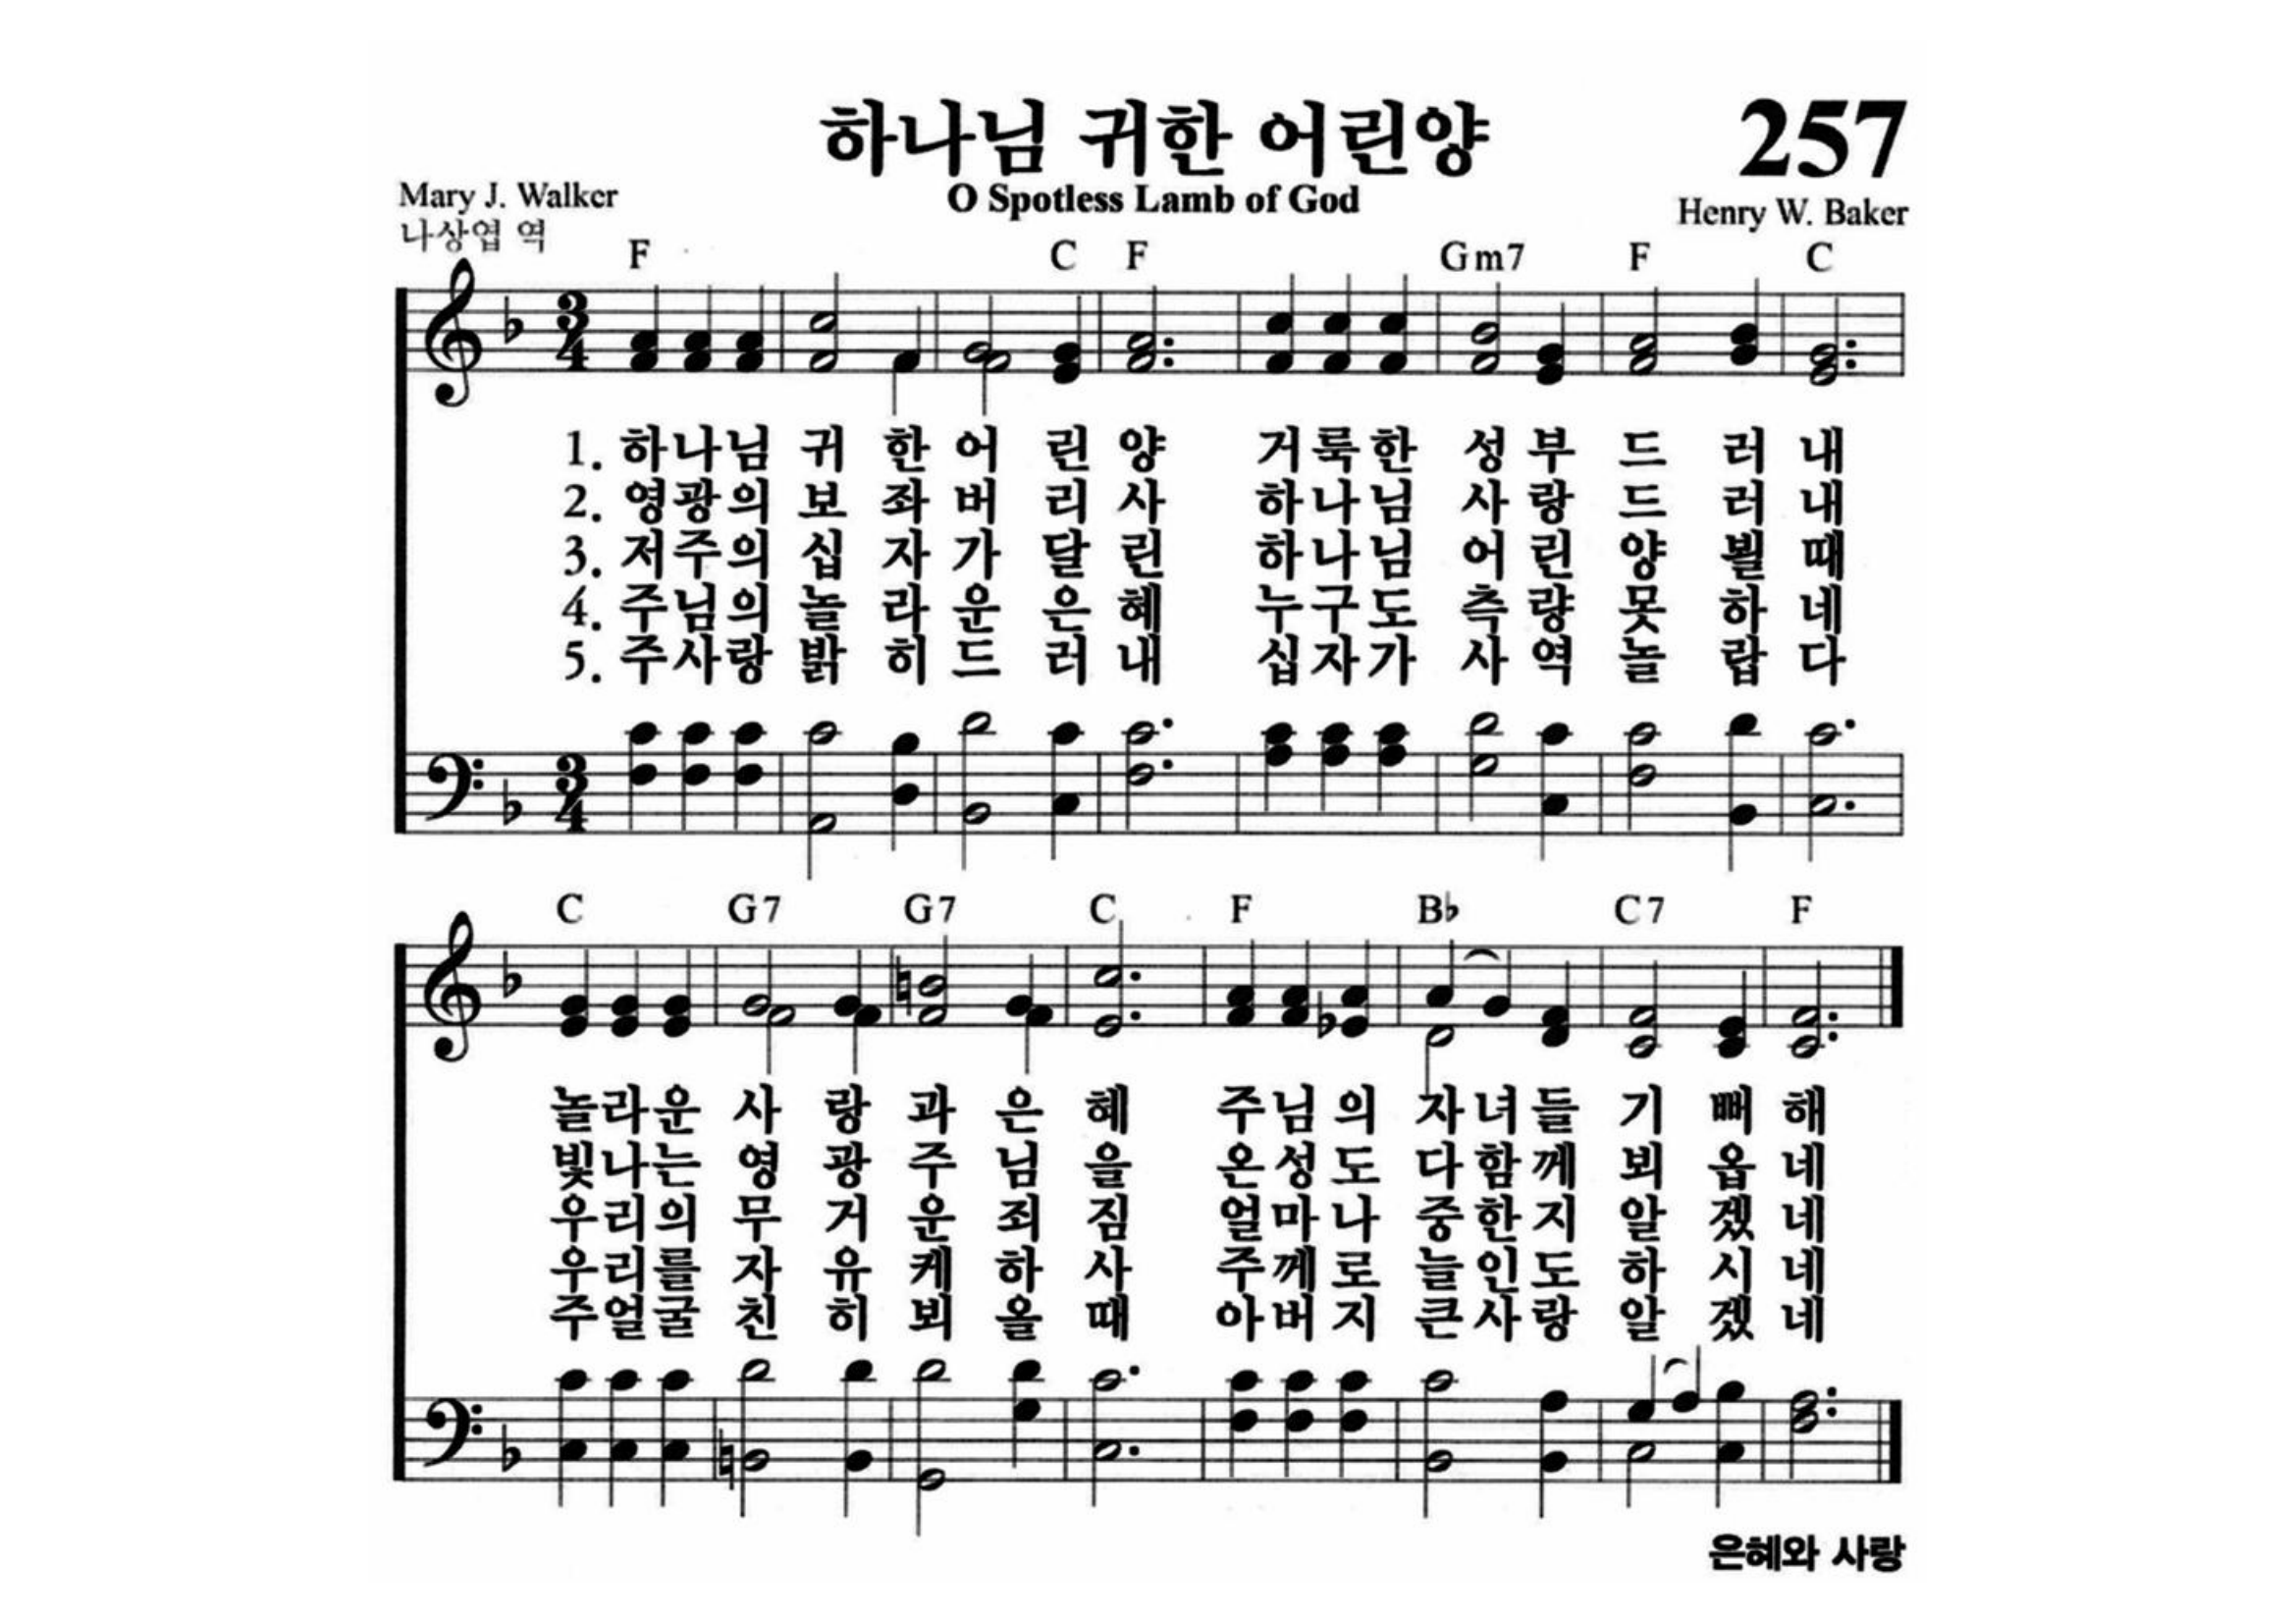 하나님 귀한 어린양
257
O Spotless Lamb of God
Mary J. Walker
Henry W. Baker
나상엽 역
F C F Gm7 F C
1. 하나님 귀 한 어 린 양 거룩한 성 부 드 러 내
2. 영광의 보 좌 버 리 사 하나님 사 랑 드 러 내
3. 저주의 십 자 가 달 린 하나님 어 린 양 뵐 때
4. 주님의 놀 라 운 은 혜 누구도 측 량 못 하 네
5. 주사랑 밝 히 드 러 내 십자가 사 역 놀 랍 다
C G7 G7 C F B♭ C7 F
놀라운 사 랑 과 은 혜 주님의 자녀들 기 뻐 해
빛나는 영 광 주 님 을 온성도 다함께 뵈 옵 네
우리의 무 거 운 죄 짐 얼마나 중한지 알 겠 네
우리를 자 유 케 하 사 주께로 늘인도 하 시 네
주얼굴 친 히 뵈 올 때 아버지 큰사랑 알 겠 네
은혜와 사랑